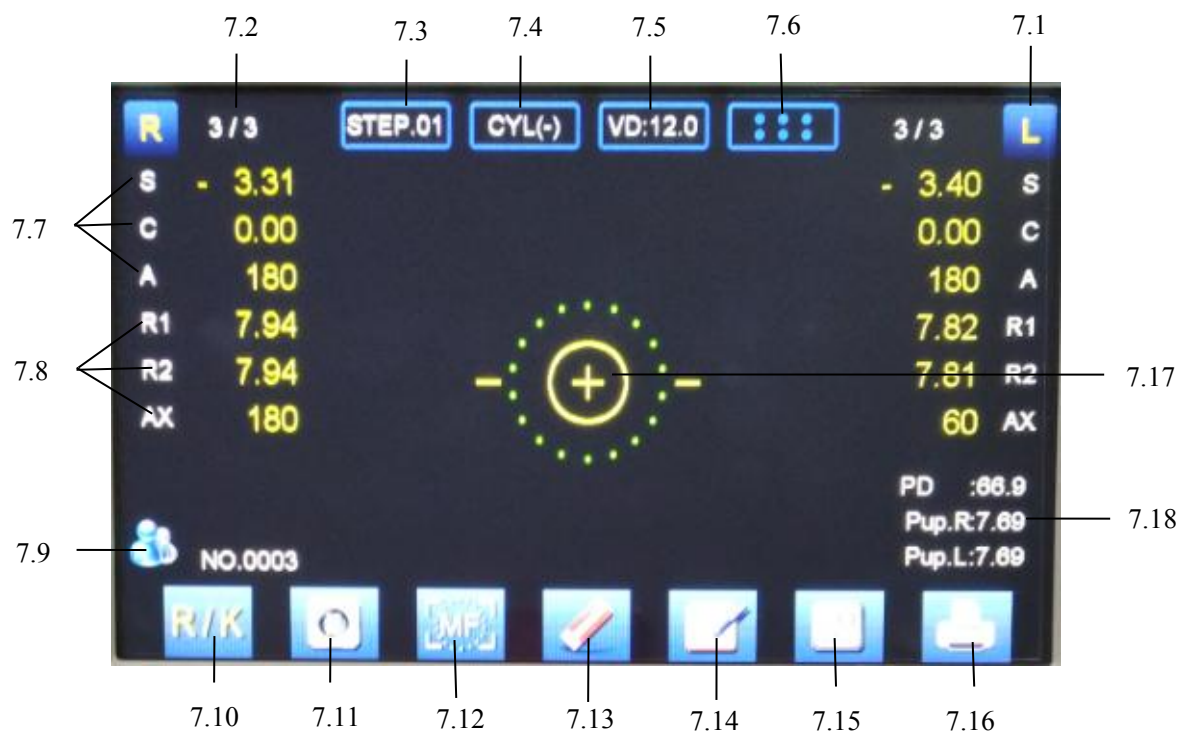 7.2 7.3 7.4 7.5 7.6 7.1
R 3/3 STEP.01 CYL(-) VD:12.0 3/3 L
S - 3.31 - 3.40 S
7.7 C 0.00 0.00 C
A 180 180 A
R1 7.94 7.82 R1
7.8 R2 7.94 7.81 R2 7.17
AX 180 60 AX
PD :66.9
Pup.R:7.69 7.18
7.9 NO.0003 Pup.L:7.69
R/K MF
7.10 7.11 7.12 7.13 7.14 7.15 7.16